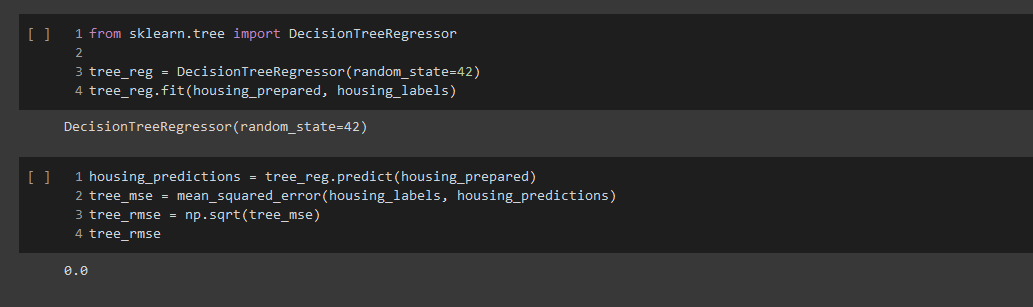 [ ] 1 from sklearn.tree import DecisionTreeRegressor
2
3 tree_reg = DecisionTreeRegressor(random_state=42)
4 tree_reg.fit(housing_prepared, housing_labels)
DecisionTreeRegressor(random_state=42)
[ ] 1 housing_predictions = tree_reg.predict(housing_prepared)
2 tree_mse = mean_squared_error(housing_labels, housing_predictions)
3 tree_rmse = np.sqrt(tree_mse)
4 tree_rmse
0.0